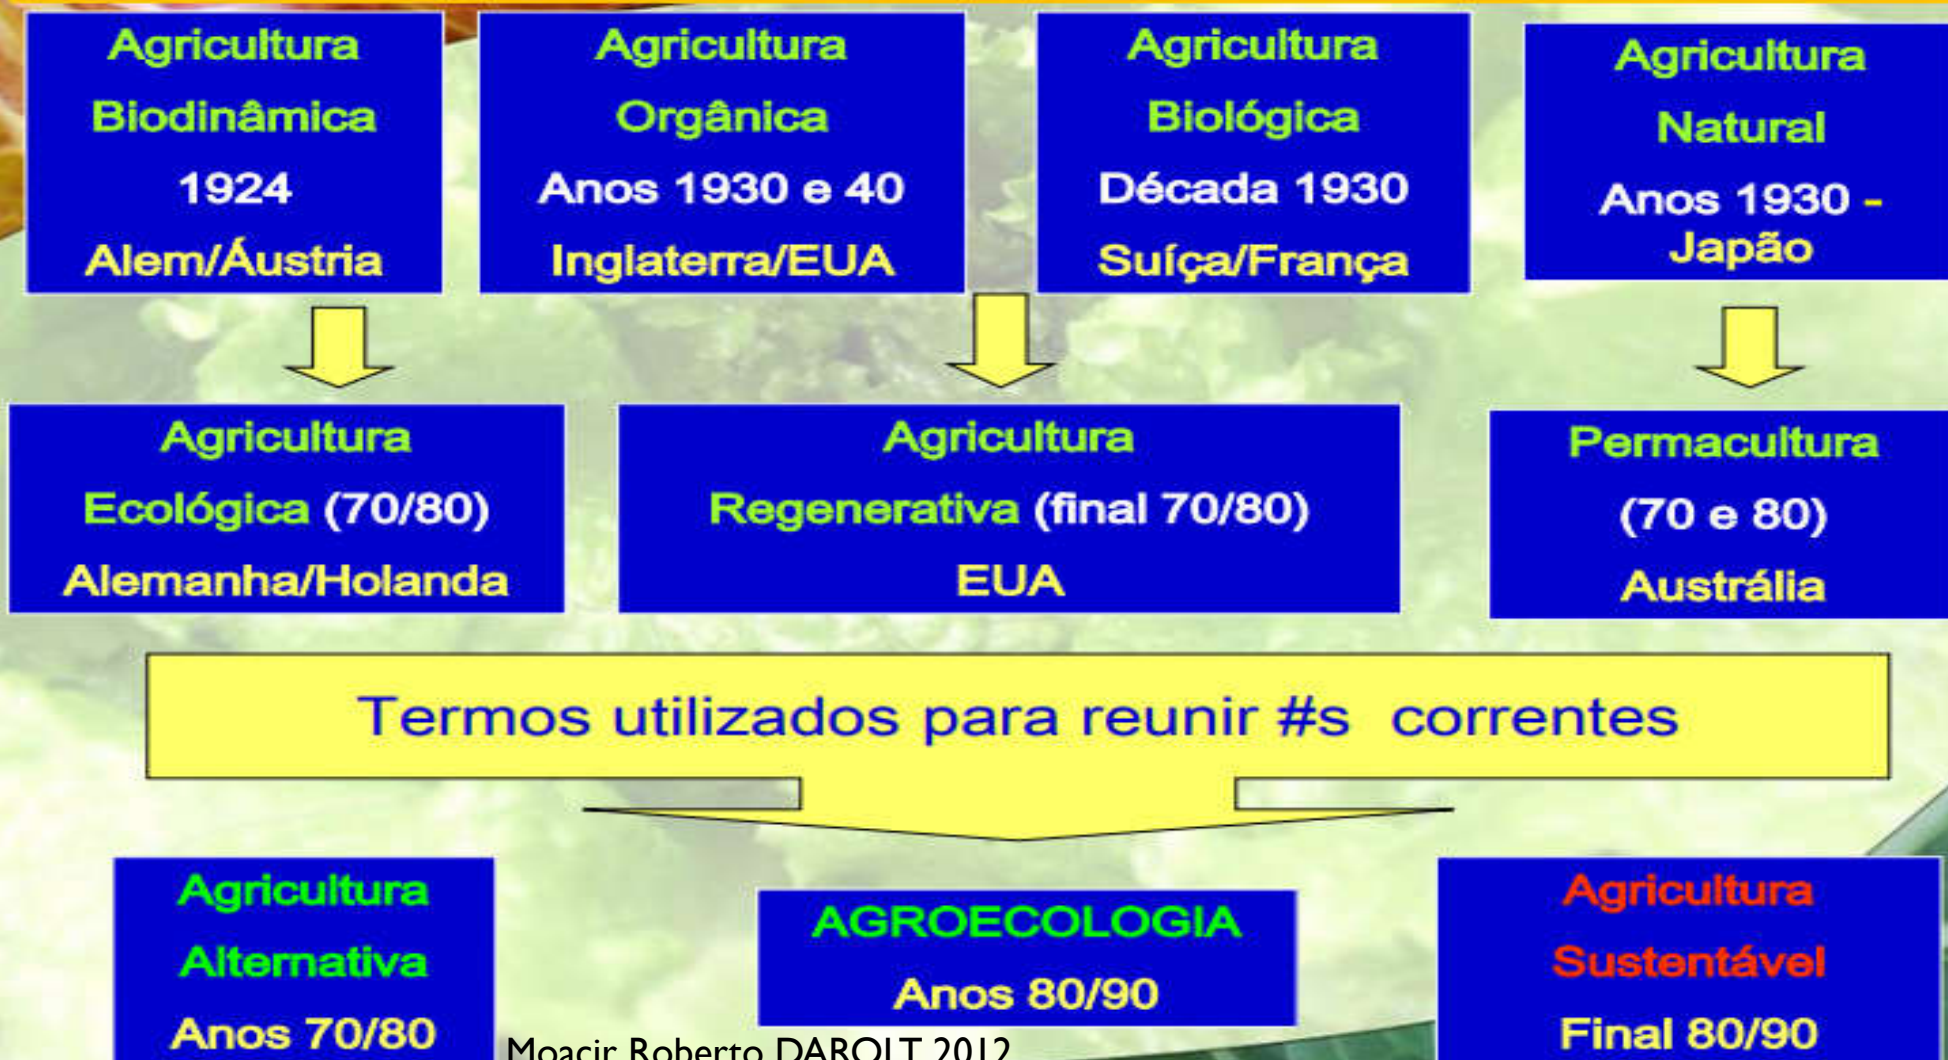 Agricultura
Biodinâmica
1924
Alem/Áustria
Agricultura
Orgânica
Anos 1930 e 40
Inglaterra/EUA
Agricultura
Biológica
Década 1930
Suíça/França
Agricultura
Natural
Anos 1930 -
Japão
Agricultura
Ecológica (70/80)
Alemanha/Holanda
Agricultura
Regenerativa (final 70/80)
EUA
Permacultura
(70 e 80)
Austrália
Termos utilizados para reunir #s correntes
Agricultura
Alternativa
Anos 70/80
AGROECOLOGIA
Anos 80/90
Agricultura
Sustentável
Final 80/90
Moacir Roberto DAROLT 2012